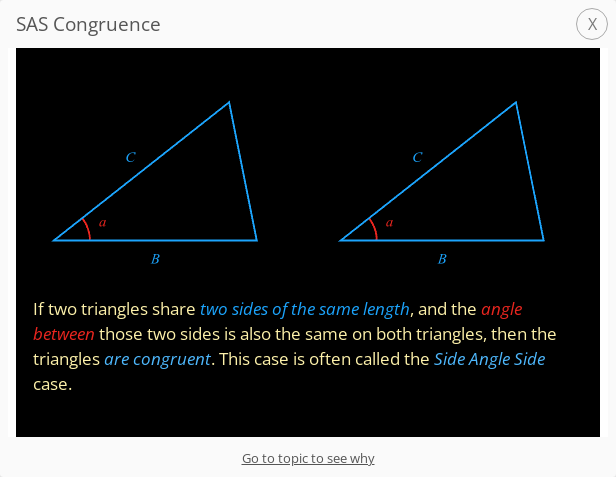 SAS Congruence
X
C
a
B
C
a
B
If two triangles share two sides of the same length, and the angle
between those two sides is also the same on both triangles, then the
triangles are congruent. This case is often called the Side Angle Side
case.
Go to topic to see why